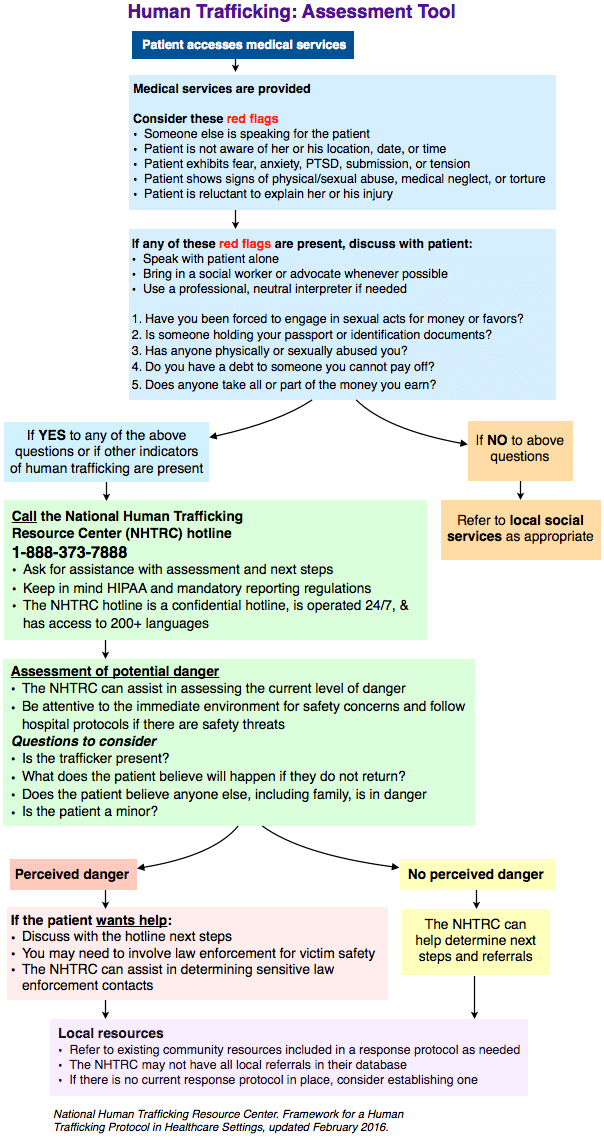 Human Trafficking: Assessment Tool
Patient accesses medical services
Medical services are provided
Consider these red flags
• Someone else is speaking for the patient
• Patient is not aware of her or his location, date, or time
• Patient exhibits fear, anxiety, PTSD, submission, or tension
• Patient shows signs of physical/sexual abuse, medical neglect, or torture
• Patient is reluctant to explain her or his injury
If any of these red flags are present, discuss with patient:
• Speak with patient alone
• Bring in a social worker or advocate whenever possible
• Use a professional, neutral interpreter if needed
1. Have you been forced to engage in sexual acts for money or favors?
2. Is someone holding your passport or identification documents?
3. Has anyone physically or sexually abused you?
4. Do you have a debt to someone you cannot pay off?
5. Does anyone take all or part of the money you earn?
If YES to any of the above
questions or if other indicators
of human trafficking are present
If NO to above
questions
Refer to local social
services as appropriate
Call the National Human Trafficking
Resource Center (NHTRC) hotline
1-888-373-7888
• Ask for assistance with assessment and next steps
• Keep in mind HIPAA and mandatory reporting regulations
• The NHTRC hotline is a confidential hotline, is operated 24/7, &
has access to 200+ languages
Assessment of potential danger
• The NHTRC can assist in assessing the current level of danger
• Be attentive to the immediate environment for safety concerns and follow
hospital protocols if there are safety threats
Questions to consider
• Is the trafficker present?
• What does the patient believe will happen if they do not return?
• Does the patient believe anyone else, including family, is in danger
• Is the patient a minor?
Perceived danger
If the patient wants help:
• Discuss with the hotline next steps
• You may need to involve law enforcement for victim safety
• The NHTRC can assist in determining sensitive law
enforcement contacts
No perceived danger
The NHTRC can
help determine next
steps and referrals
Local resources
• Refer to existing community resources included in a response protocol as needed
• The NHTRC may not have all local referrals in their database
• If there is no current response protocol in place, consider establishing one
National Human Trafficking Resource Center. Framework for a Human
Trafficking Protocol in Healthcare Settings, updated February 2016.